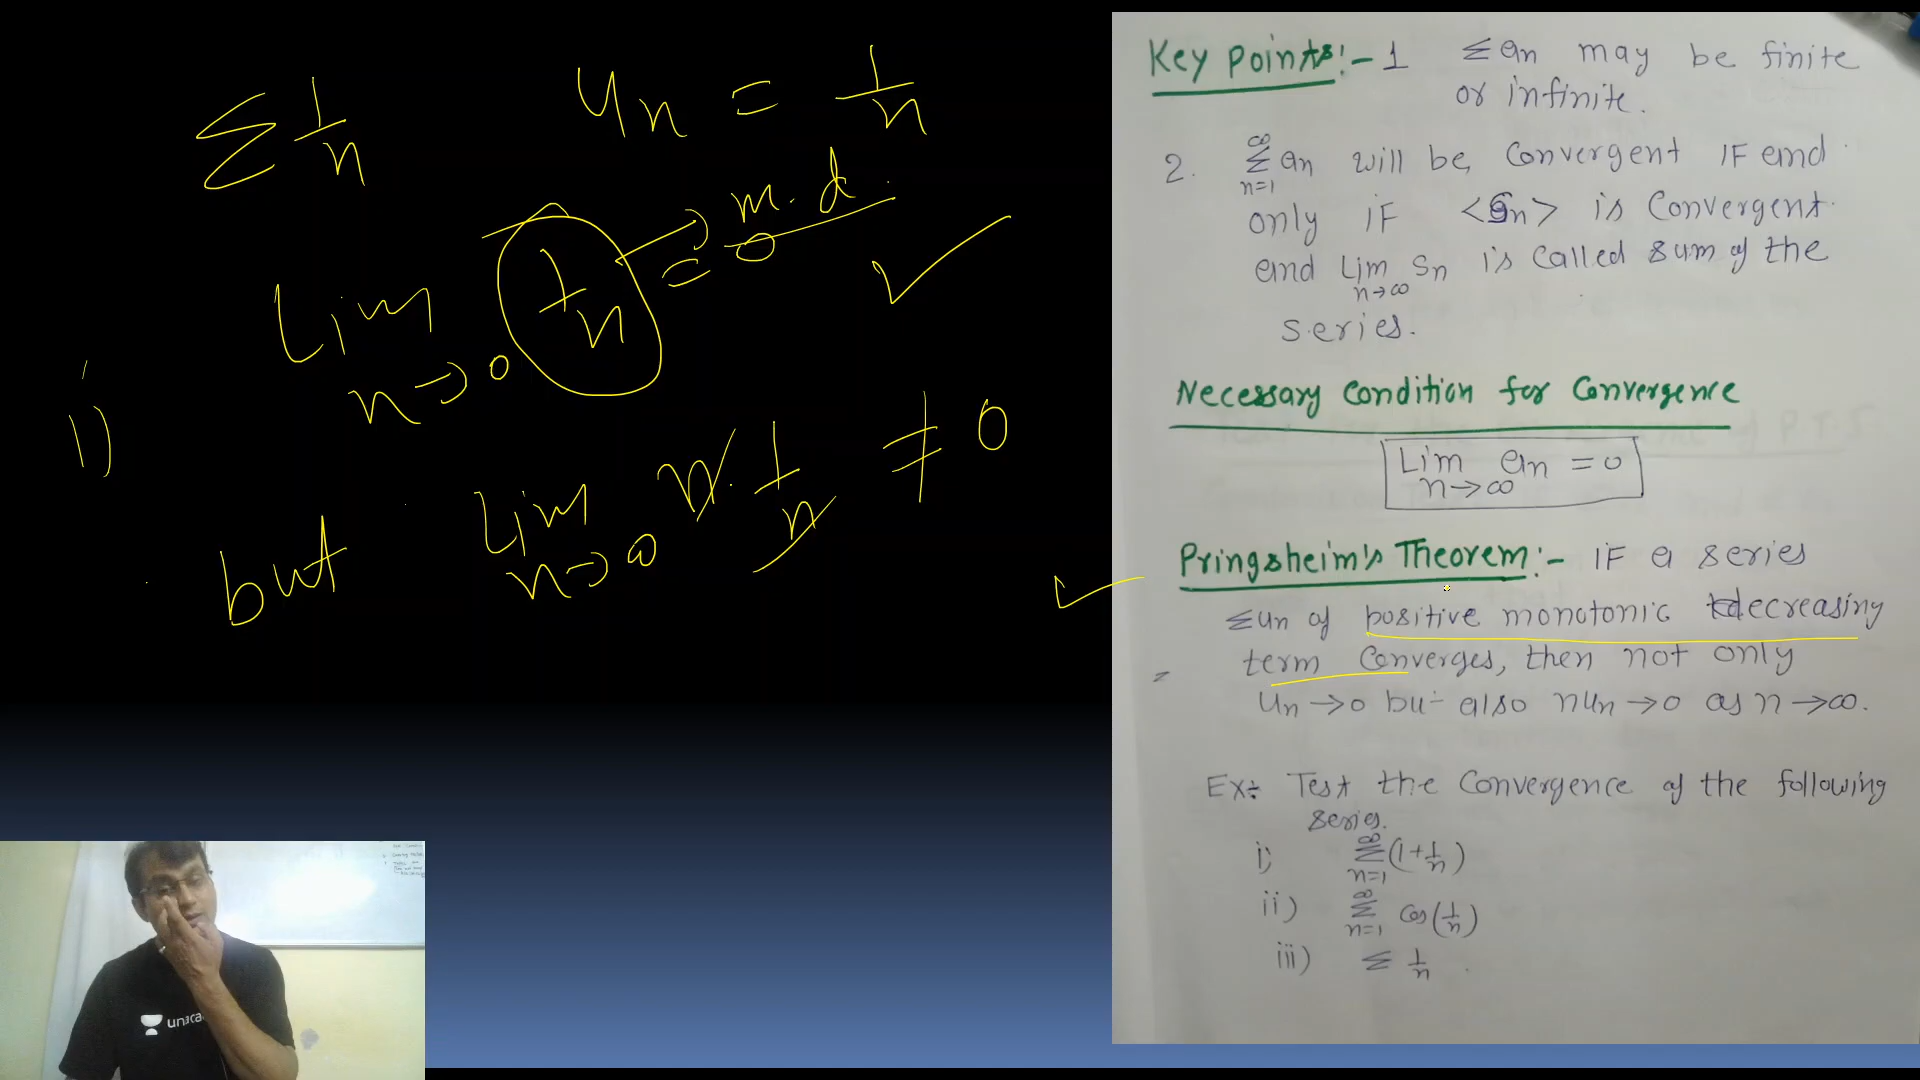 Σ 1/n   un = 1/n
m.d.
Lim n→0 1/n = 0
i)
but Lim n→∞ n·1/n ≠ 0
Key Points:- 1 Σan may be finite
or infinite.
2. ∞ Σ n=1 an will be convergent IF and
only IF <Sn> is convergent
and Lim n→∞ Sn is called sum of the
series.
Necessary condition for Convergence
Lim n→∞ an = 0
Pringsheim's Theorem:- IF a series
Σun of positive monotonic decreasing
term converges, then not only
un→0 but also nun→0 as n→∞.
Ex:- Test the Convergence of the following
series.
i) ∞ Σ n=1 (1+1/n)
ii) ∞ Σ n=1 cos(1/n)
iii) Σ 1/n
unaca